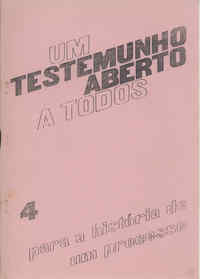 UM
TESTEMUNHO
ABERTO
A TODOS
4
para a história de
um processo